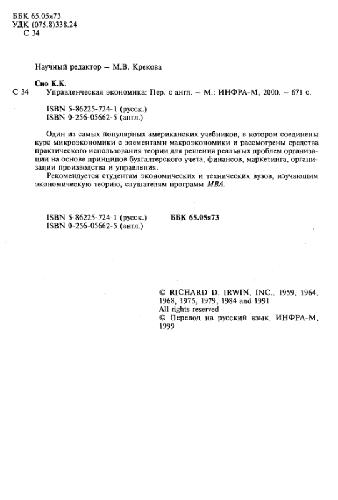 ББК 65.05я73
УДК (075.8)338.24
С 34
Научный редактор – М.В. Крекова
Сио К.К.
С 34 Управленческая экономика: Пер. с англ. – М.: ИНФРА-М, 2000. – 671 с.
ISBN 5-86225-724-1 (русск.)
ISBN 0-256-05662-5 (англ.)
Один из самых популярных американских учебников, в котором соединены
курс микроэкономики с элементами макроэкономики и рассмотрены средства
практического использования теории для решения реальных проблем организа-
ции на основе принципов бухгалтерского учета, финансов, маркетинга, органи-
зации производства и управления.
Рекомендуется студентам экономических и технических вузов, изучающим
экономическую теорию, слушателям программ МВА.
ISBN 5-86225-724-1 (русск.) ББК 65.05я73
ISBN 0-256-05662-5 (англ.)
© RICHARD D. IRWIN, INC., 1959, 1964,
1968, 1975, 1979, 1984 and 1991
All rights reserved
© Перевод на русский язык. ИНФРА-М,
1999